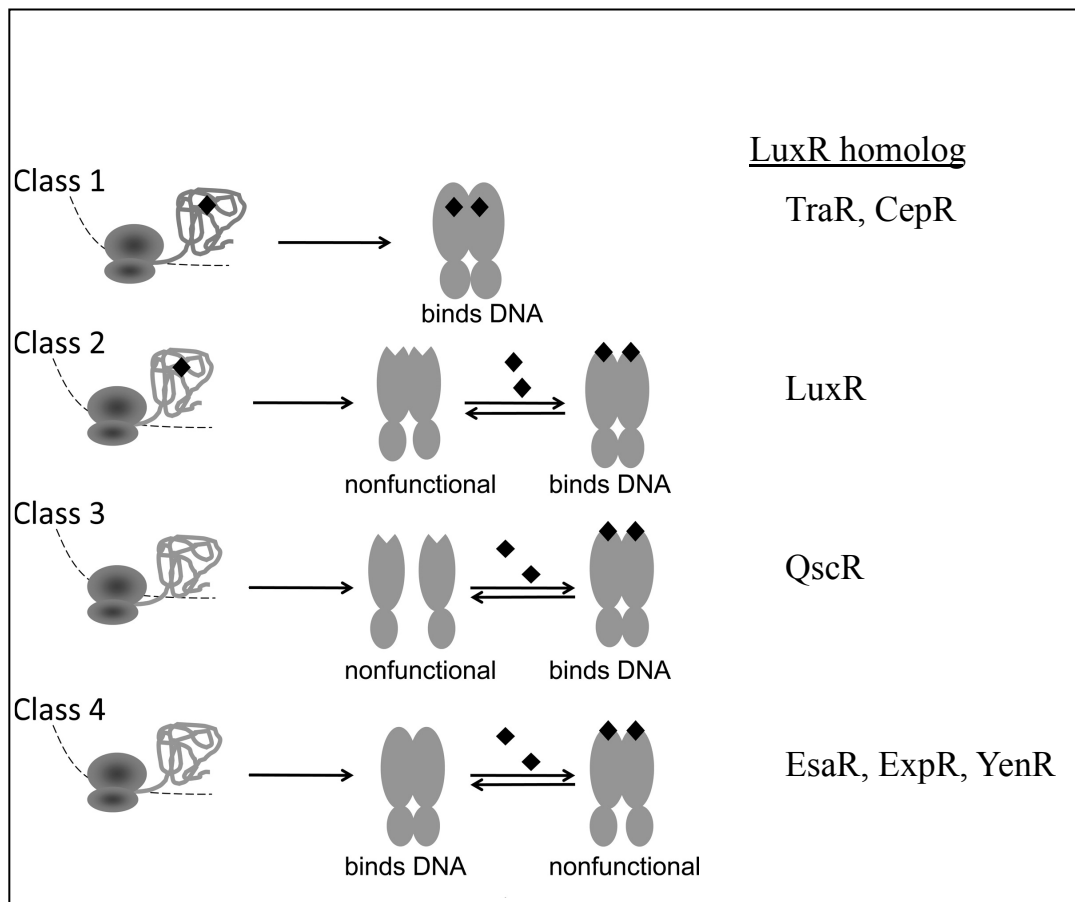 LuxR homolog
Class 1
TraR, CepR
binds DNA
Class 2
LuxR
nonfunctional binds DNA
Class 3
QscR
nonfunctional binds DNA
Class 4
EsaR, ExpR, YenR
binds DNA nonfunctional